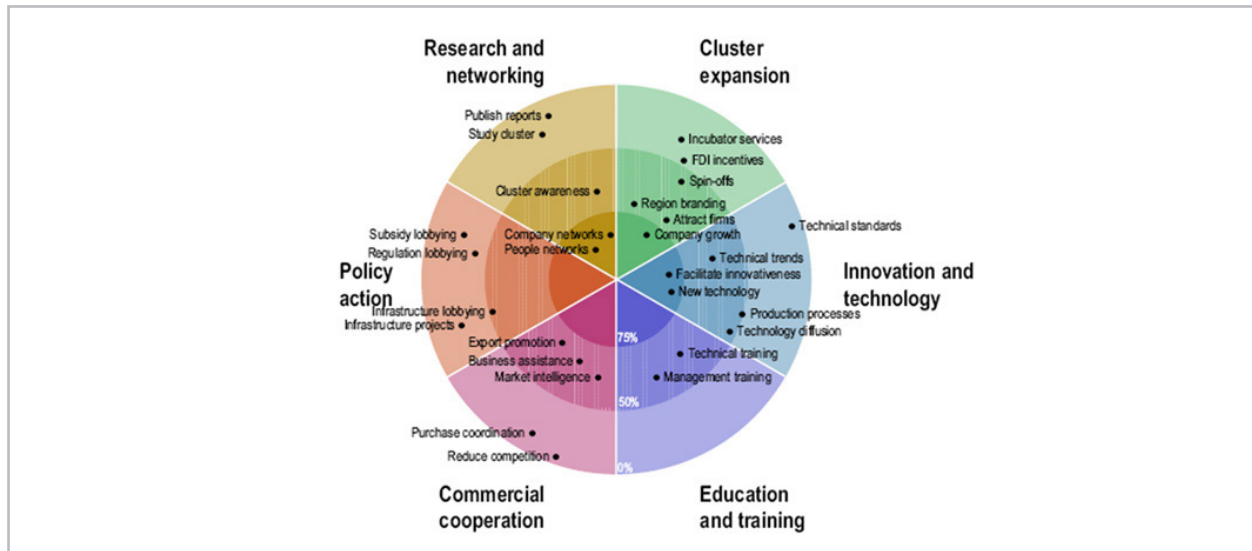 Research and
networking
Cluster
expansion
Publish reports
Study cluster
Incubator services
FDI incentives
Spin-offs
Cluster awareness
Region branding
Attract firms
Company networks
Company growth
People networks
Subsidy lobbying
Regulation lobbying
Technical standards
Technical trends
Policy
action
Facilitate innovativeness
New technology
Innovation and
technology
Infrastructure lobbying
Infrastructure projects
Production processes
Technology diffusion
Export promotion
Business assistance
Market intelligence
75%
Technical training
Management training
50%
Purchase coordination
Reduce competition
0%
Commercial
cooperation
Education
and training